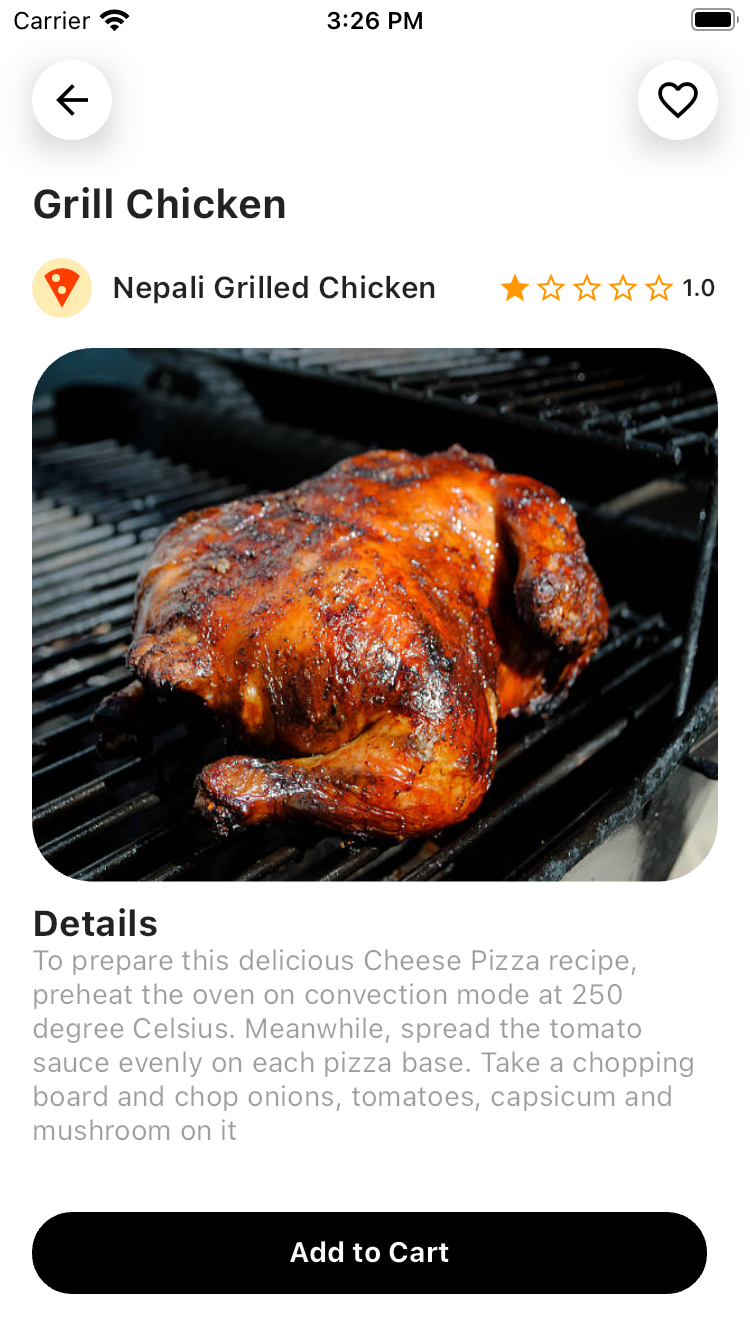 Carrier 3:26 PM
Grill Chicken
Nepali Grilled Chicken 1.0
Details
To prepare this delicious Cheese Pizza recipe,
preheat the oven on convection mode at 250
degree Celsius. Meanwhile, spread the tomato
sauce evenly on each pizza base. Take a chopping
board and chop onions, tomatoes, capsicum and
mushroom on it
Add to Cart